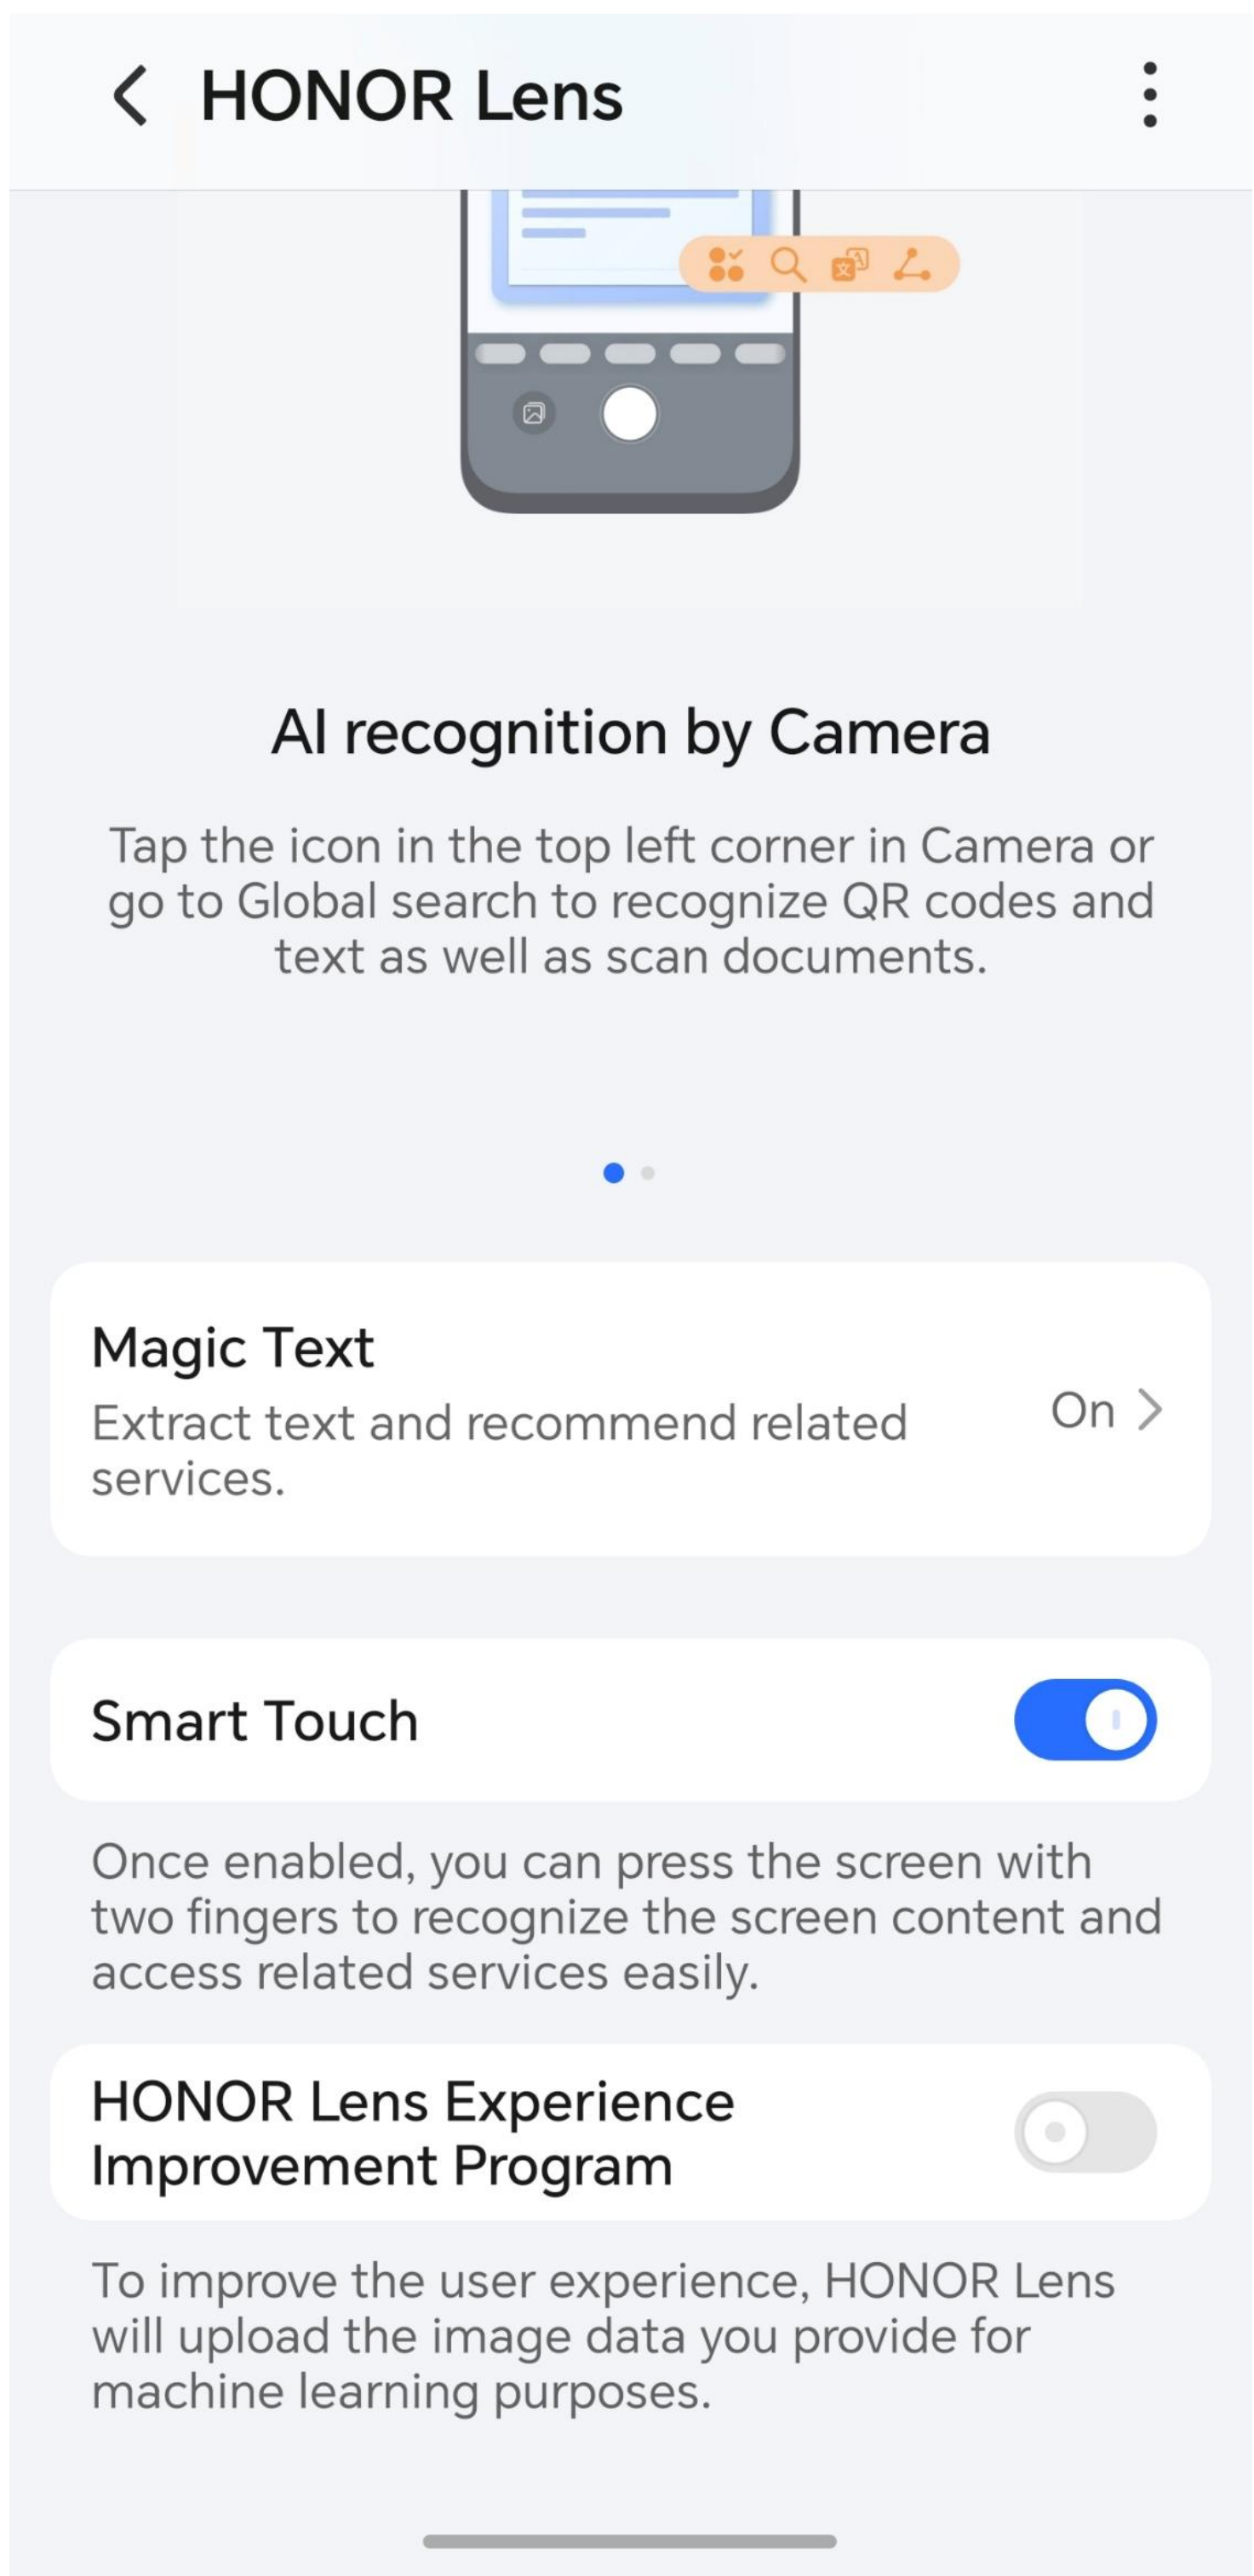 HONOR Lens
AI recognition by Camera
Tap the icon in the top left corner in Camera or
go to Global search to recognize QR codes and
text as well as scan documents.
Magic Text
Extract text and recommend related
services.
On
Smart Touch
Once enabled, you can press the screen with
two fingers to recognize the screen content and
access related services easily.
HONOR Lens Experience
Improvement Program
To improve the user experience, HONOR Lens
will upload the image data you provide for
machine learning purposes.